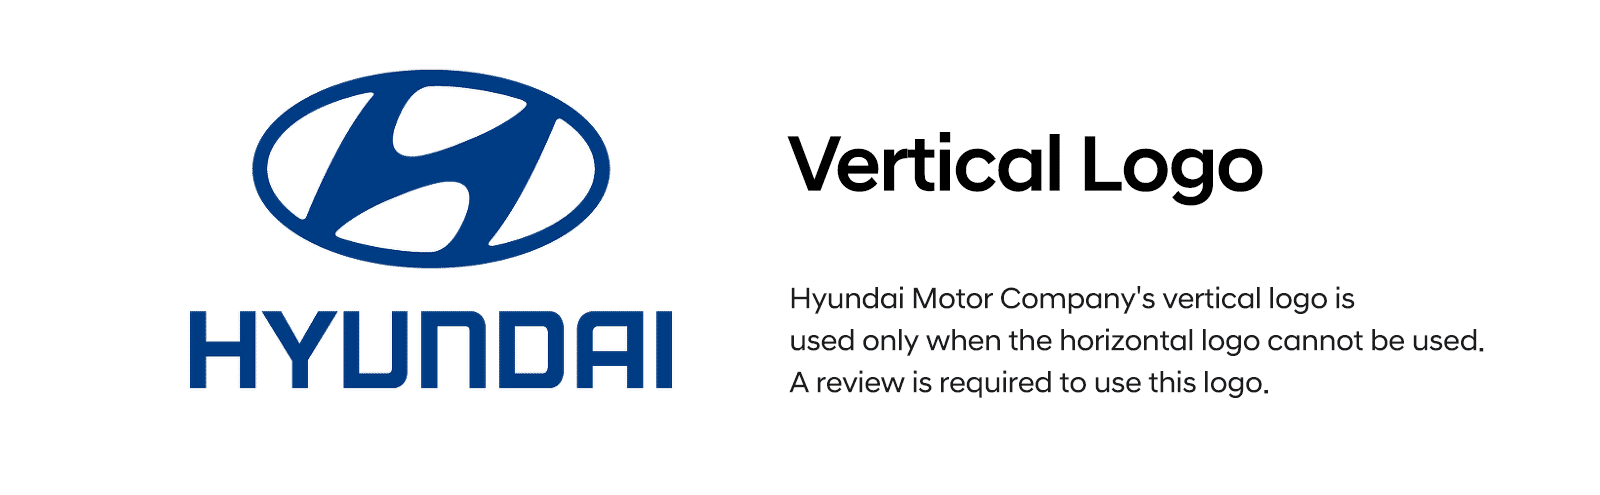 HYUNDAI
Vertical Logo
Hyundai Motor Company's vertical logo is
used only when the horizontal logo cannot be used.
A review is required to use this logo.